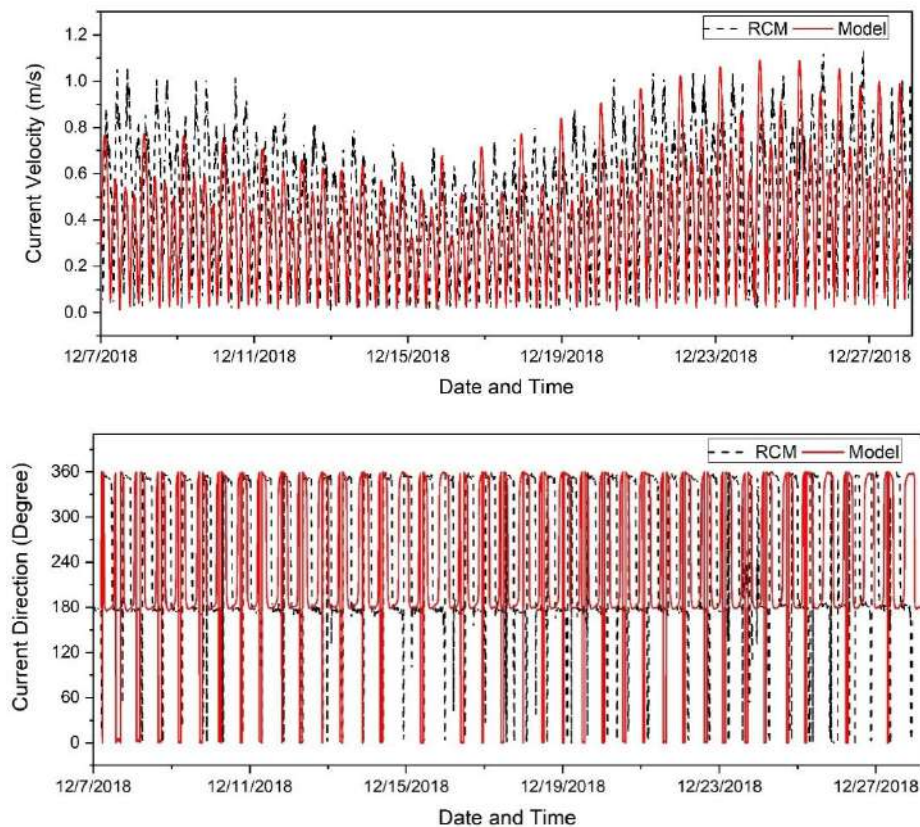 RCM Model
1.2
1.0
0.8
0.6
0.4
0.2
0.0
Current Velocity (m/s)
12/7/2018 12/11/2018 12/15/2018 12/19/2018 12/23/2018 12/27/2018
Date and Time
RCM Model
360
300
240
180
120
60
0
Current Direction (Degree)
12/7/2018 12/11/2018 12/15/2018 12/19/2018 12/23/2018 12/27/2018
Date and Time